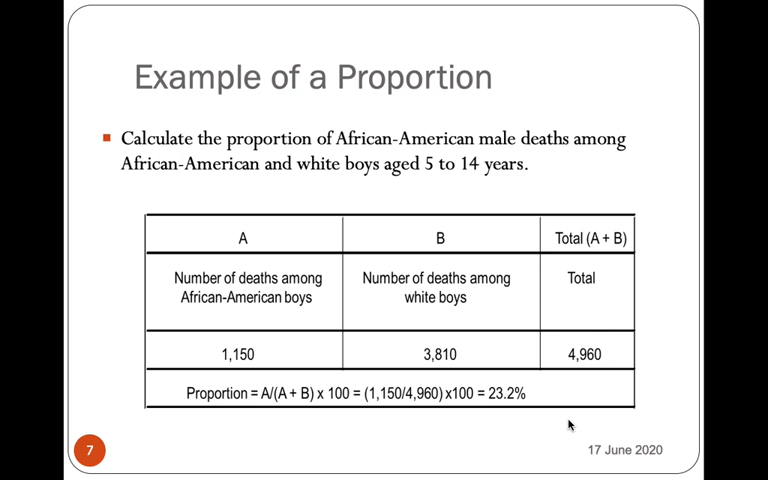 Example of a Proportion
Calculate the proportion of African-American male deaths among
African-American and white boys aged 5 to 14 years.
A B Total (A + B)
Number of deaths among Number of deaths among Total
African-American boys white boys
1,150 3,810 4,960
Proportion = A/(A + B) x 100 = (1,150/4,960) x100 = 23.2%
7 17 June 2020